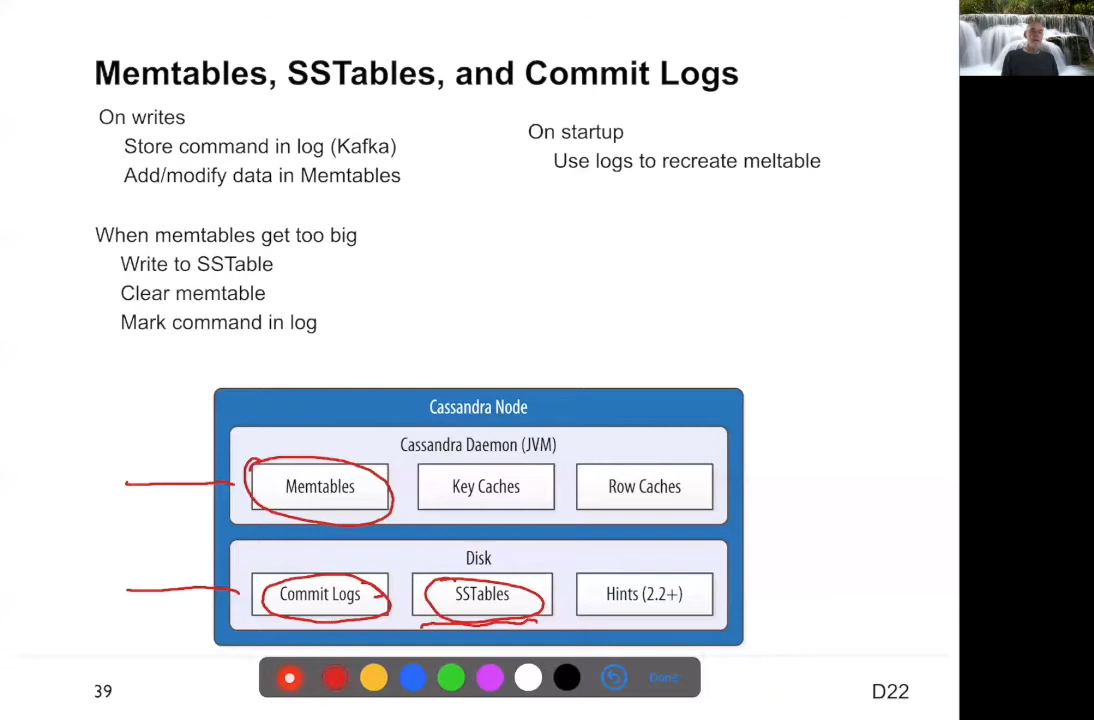 Memtables, SSTables, and Commit Logs
On writes
Store command in log (Kafka)
Add/modify data in Memtables
When memtables get too big
Write to SSTable
Clear memtable
Mark command in log
On startup
Use logs to recreate meltable
Cassandra Node
Cassandra Daemon (JVM)
Memtables
Key Caches
Row Caches
Disk
Commit Logs
SSTables
Hints (2.2+)
Done
39
D22